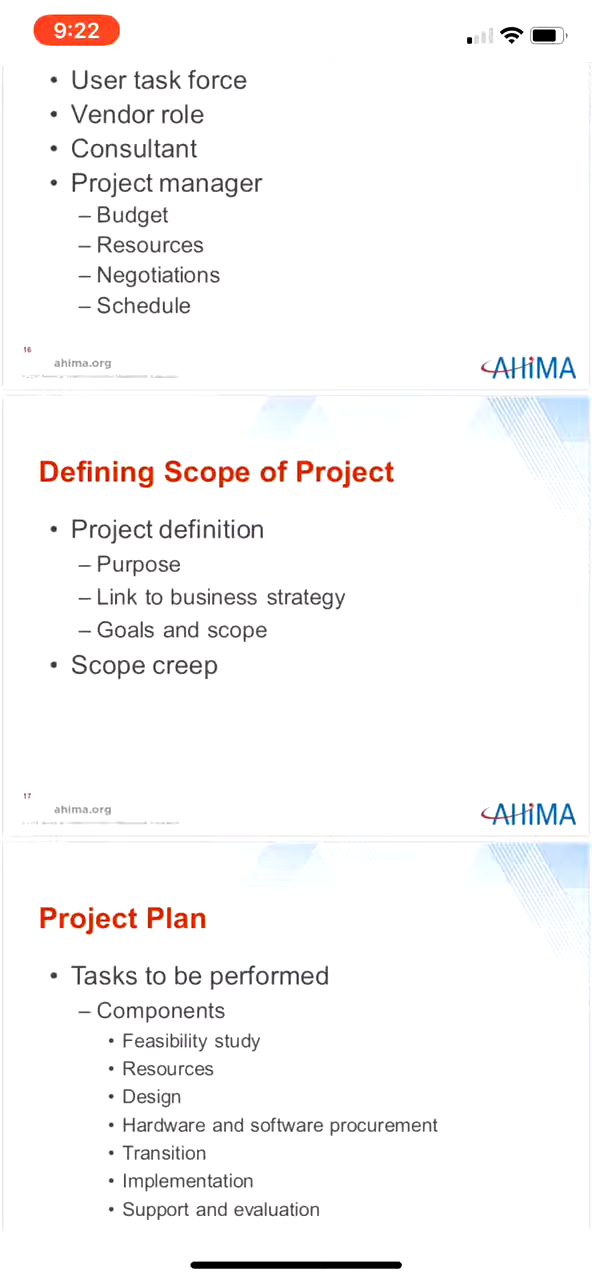 9:22
• User task force
• Vendor role
• Consultant
• Project manager
– Budget
– Resources
– Negotiations
– Schedule
16
ahima.org
AHiMA
Defining Scope of Project
• Project definition
– Purpose
– Link to business strategy
– Goals and scope
• Scope creep
17
ahima.org
AHiMA
Project Plan
• Tasks to be performed
– Components
• Feasibility study
• Resources
• Design
• Hardware and software procurement
• Transition
• Implementation
• Support and evaluation